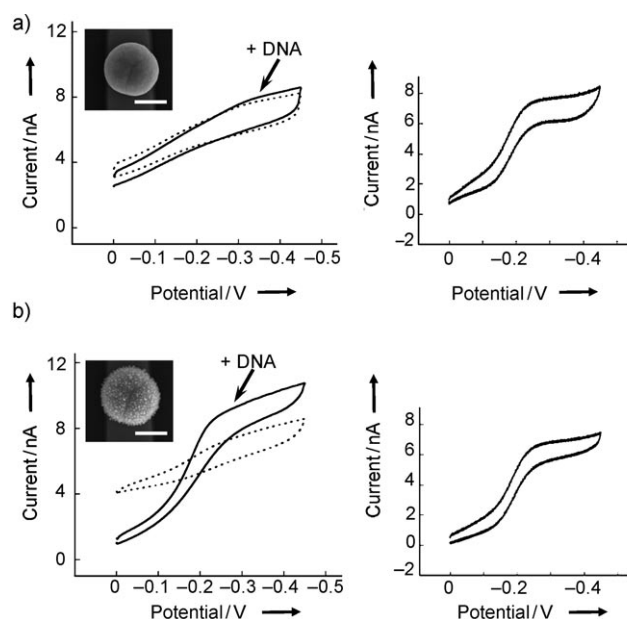 a)
+ DNA
12
8
4
0
Current/nA
0 –0.1 –0.2 –0.3 –0.4 –0.5
Potential/V
8
6
4
2
0
–2
Current/nA
0 –0.2 –0.4
Potential/V
b)
+ DNA
12
8
4
0
Current/nA
0 –0.1 –0.2 –0.3 –0.4 –0.5
Potential/V
8
6
4
2
0
–2
Current/nA
0 –0.2 –0.4
Potential/V